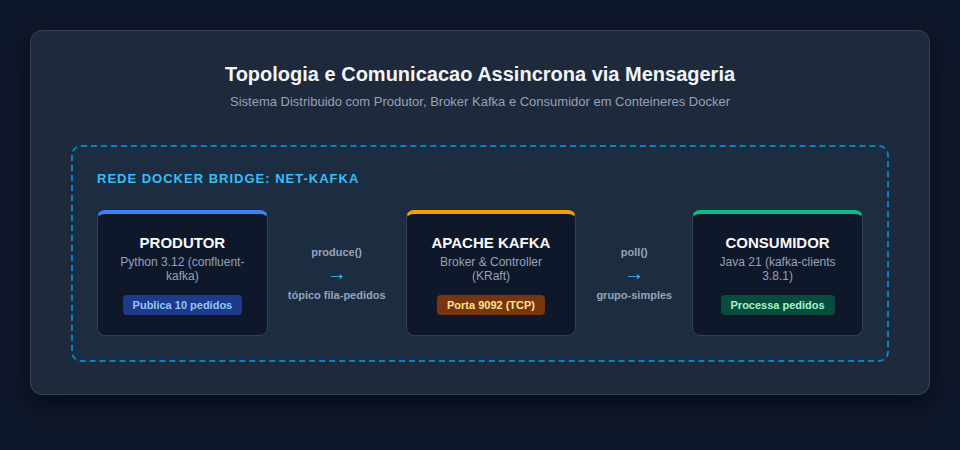 Topologia e Comunicacao Assincrona via Mensageria
Sistema Distribuido com Produtor, Broker Kafka e Consumidor em Conteineres Docker
REDE DOCKER BRIDGE: NET-KAFKA
PRODUTOR
Python 3.12 (confluent-
kafka)
Publica 10 pedidos
produce()
→
tópico fila-pedidos
APACHE KAFKA
Broker & Controller
(KRaft)
Porta 9092 (TCP)
poll()
→
grupo-simples
CONSUMIDOR
Java 21 (kafka-clients
3.8.1)
Processa pedidos